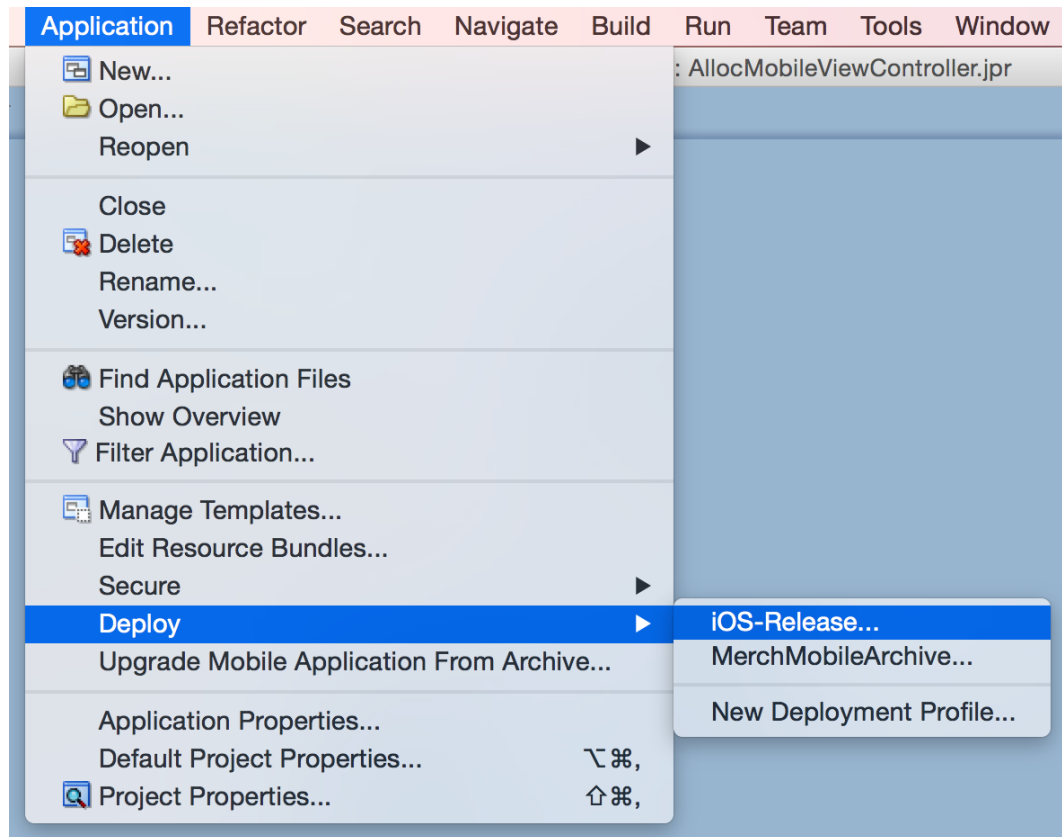 Application Refactor Search Navigate Build Run Team Tools Window
: AllocMobileViewController.jpr
New...
Open...
Reopen ▶
Close
Delete
Rename...
Version...
Find Application Files
Show Overview
Filter Application...
Manage Templates...
Edit Resource Bundles...
Secure ▶
Deploy ▶
iOS-Release...
Upgrade Mobile Application From Archive...
MerchMobileArchive...
New Deployment Profile...
Application Properties...
Default Project Properties... ⌥⌘,
Project Properties... ⇧⌘,